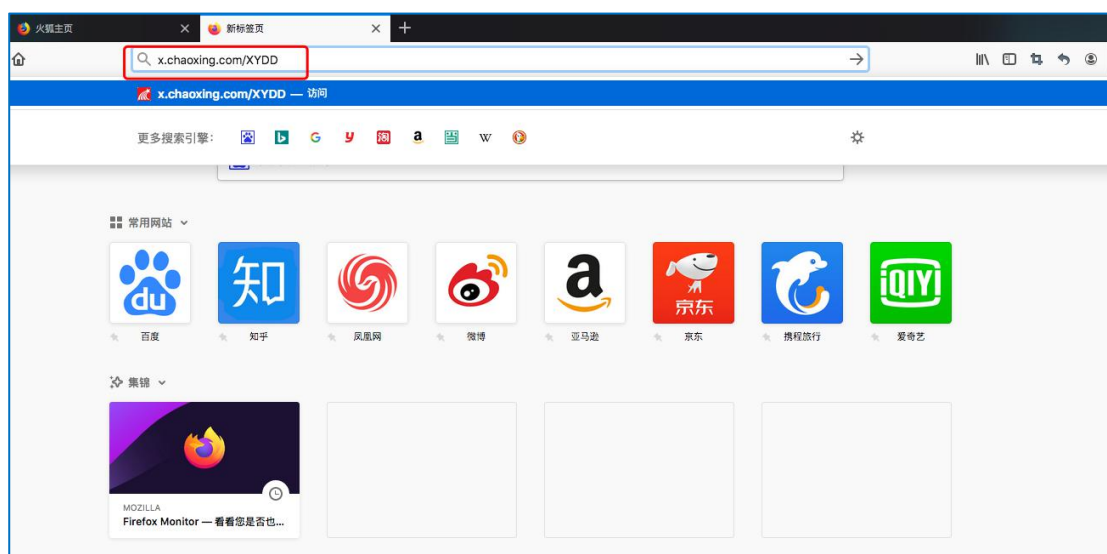 火狐主页
新标签页
x.chaoxing.com/XYDD
x.chaoxing.com/XYDD — 访问
更多搜索引擎：
G
y
淘
a
当
W
常用网站
du
知
a
京东
iQIYI
百度
知乎
凤凰网
微博
亚马逊
京东
携程旅行
爱奇艺
集锦
MOZILLA
Firefox Monitor — 看看您是否也...